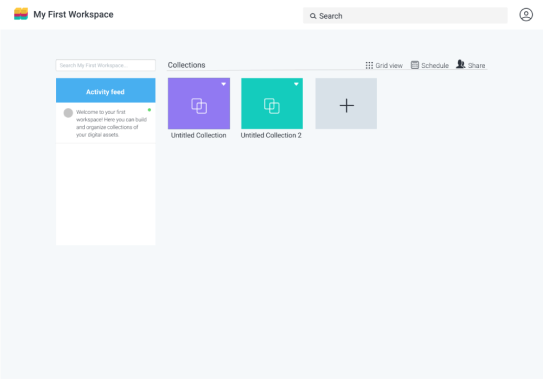 My First Workspace
Search
Search My First Workspace...
Collections
Grid view
Schedule
Share
Activity feed
Welcome to your first
workspace! Here you can build
and organize collections of
your digital assets.
Untitled Collection
Untitled Collection 2